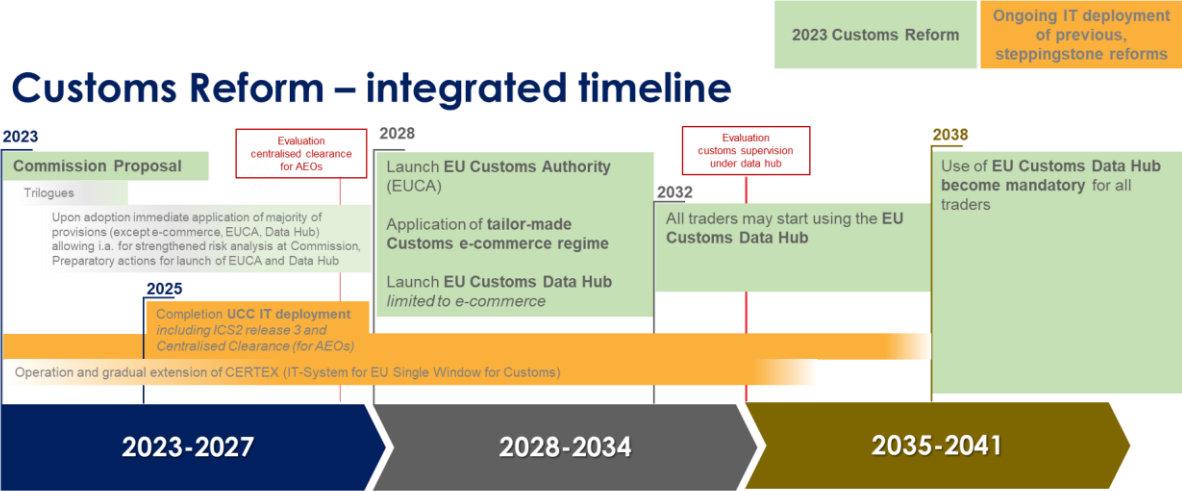 2023 Customs Reform
Ongoing IT deployment
of previous,
steppingstone reforms
Customs Reform – integrated timeline
2023
Commission Proposal
Trilogues
Upon adoption immediate application of majority of
provisions (except e-commerce, EUCA, Data Hub)
allowing i.a. for strengthened risk analysis at Commission,
Preparatory actions for launch of EUCA and Data Hub
Evaluation
centralised clearance
for AEOs
2025
Completion UCC IT deployment
including ICS2 release 3 and
Centralised Clearance (for AEOs)
Operation and gradual extension of CERTEX (IT-System for EU Single Window for Customs)
2028
Launch EU Customs Authority
(EUCA)
Application of tailor-made
Customs e-commerce regime
Launch EU Customs Data Hub
limited to e-commerce
2032
All traders may start using the EU
Customs Data Hub
Evaluation
customs supervision
under data hub
2038
Use of EU Customs Data Hub
become mandatory for all
traders
2023-2027
2028-2034
2035-2041